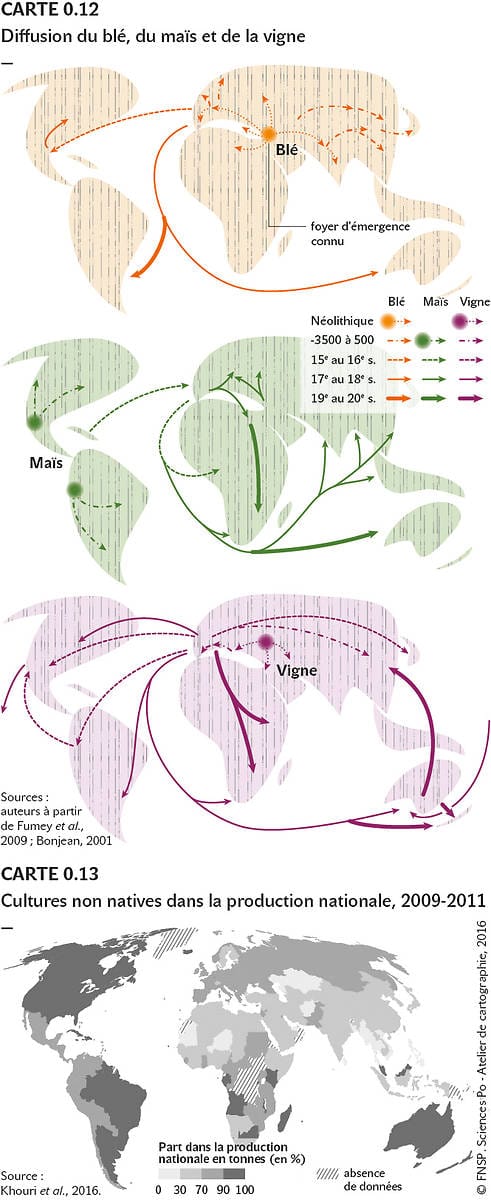 CARTE 0.12
Diffusion du blé, du maïs et de la vigne
Blé
foyer d'émergence
connu
Blé Maïs Vigne
Néolithique
-3500 à 500
15e au 16e s.
17e au 18e s.
19e au 20e s.
Maïs
Vigne
Sources :
auteurs à partir
de Fumey et al.,
2009 ; Bonjean, 2001
CARTE 0.13
Cultures non natives dans la production nationale, 2009-2011
© FNSP. Sciences Po - Atelier de cartographie, 2016
Part dans la production
nationale en tonnes (en %)
0 30 70 90 100
absence
de données
Source :
Khouri et al., 2016.